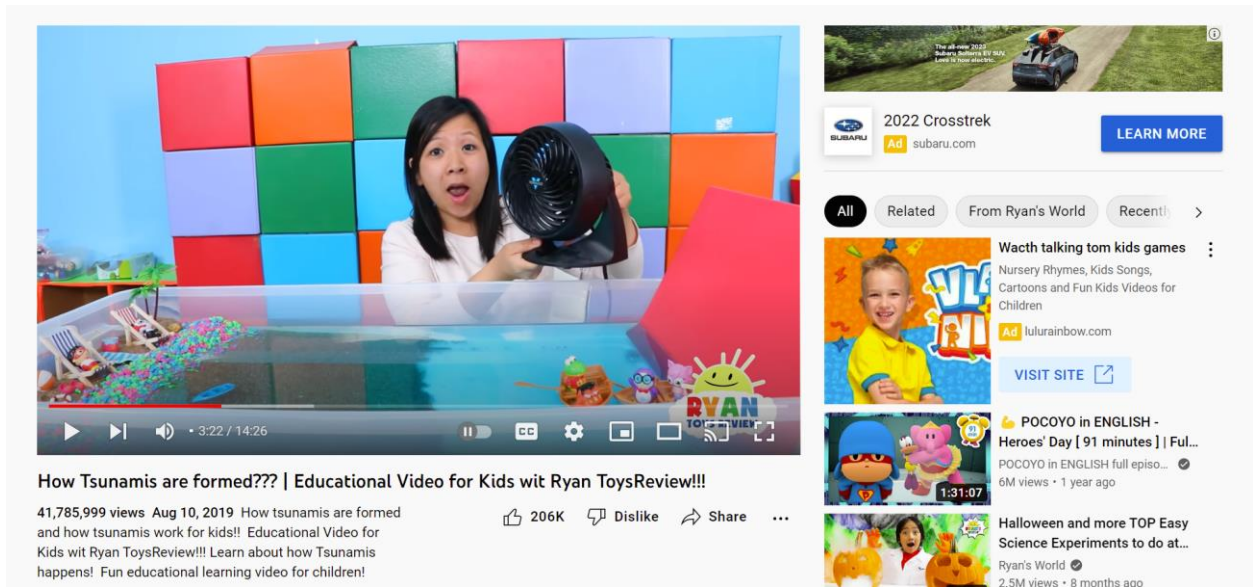 RYAN
TOYS REVIEW
3:22 / 14:26
CC
How Tsunamis are formed??? | Educational Video for Kids wit Ryan ToysReview!!!
41,785,999 views Aug 10, 2019 How tsunamis are formed
and how tsunamis work for kids!! Educational Video for
Kids wit Ryan ToysReview!!! Learn about how Tsunamis
happens! Fun educational learning video for children!
206K
Dislike
Share
The all-new 2023
Subaru Solterra EV SUV.
Love is now electric.
SUBARU
2022 Crosstrek
Ad subaru.com
LEARN MORE
All
Related
From Ryan's World
Recently
VLA
NI
Wacth talking tom kids games
Nursery Rhymes, Kids Songs,
Cartoons and Fun Kids Videos for
Children
Ad lulurainbow.com
VISIT SITE
1:31:07
POCOYO in ENGLISH -
Heroes' Day [ 91 minutes ] | Ful...
POCOYO in ENGLISH full episo...
6M views • 1 year ago
Halloween and more TOP Easy
Science Experiments to do at...
Ryan's World
2.5M views • 8 months ago